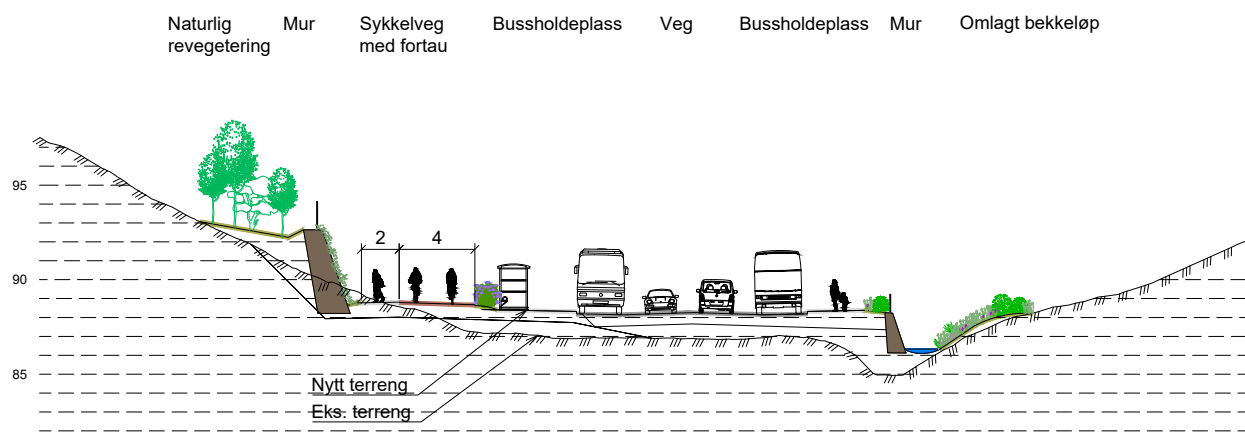 Naturlig
revegetering
Mur
Sykkelveg
med fortau
Bussholdeplass
Veg
Bussholdeplass
Mur
Omlagt bekkeløp
95
2
4
90
85
Nytt terreng
Eks. terreng